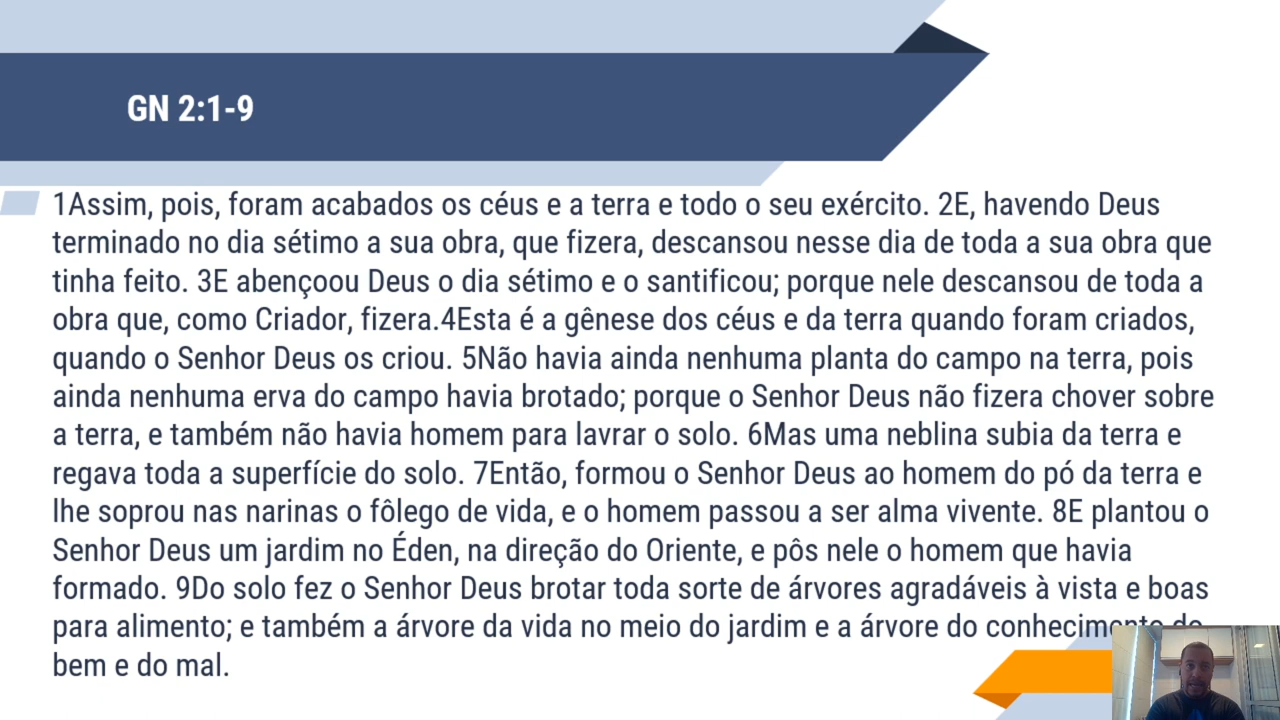 GN 2:1-9
1Assim, pois, foram acabados os céus e a terra e todo o seu exército. 2E, havendo Deus
terminado no dia sétimo a sua obra, que fizera, descansou nesse dia de toda a sua obra que
tinha feito. 3E abençoou Deus o dia sétimo e o santificou; porque nele descansou de toda a
obra que, como Criador, fizera.4Esta é a gênese dos céus e da terra quando foram criados,
quando o Senhor Deus os criou. 5Não havia ainda nenhuma planta do campo na terra, pois
ainda nenhuma erva do campo havia brotado; porque o Senhor Deus não fizera chover sobre
a terra, e também não havia homem para lavrar o solo. 6Mas uma neblina subia da terra e
regava toda a superfície do solo. 7Então, formou o Senhor Deus ao homem do pó da terra e
lhe soprou nas narinas o fôlego de vida, e o homem passou a ser alma vivente. 8E plantou o
Senhor Deus um jardim no Éden, na direção do Oriente, e pôs nele o homem que havia
formado. 9Do solo fez o Senhor Deus brotar toda sorte de árvores agradáveis à vista e boas
para alimento; e também a árvore da vida no meio do jardim e a árvore do conhecimento do
bem e do mal.